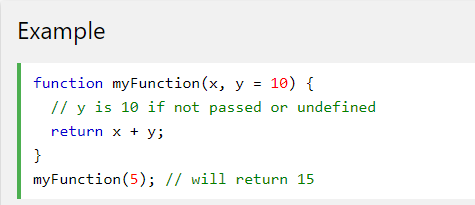 Example
function myFunction(x, y = 10) {
  // y is 10 if not passed or undefined
  return x + y;
}
myFunction(5); // will return 15